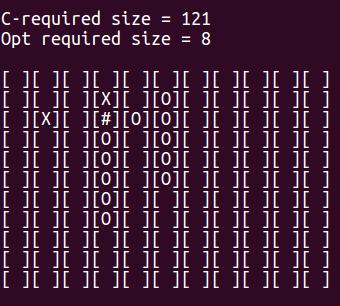 C-required size = 121
Opt required size = 8
[ ][ ][ ][ ][ ][ ][ ][ ][ ][ ][ ]
[ ][ ][ ][X][ ][O][ ][ ][ ][ ][ ]
[ ][X][ ][#][O][O][ ][ ][ ][ ][ ]
[ ][ ][ ][O][ ][O][ ][ ][ ][ ][ ]
[ ][ ][ ][O][ ][O][ ][ ][ ][ ][ ]
[ ][ ][ ][O][ ][O][ ][ ][ ][ ][ ]
[ ][ ][ ][O][ ][ ][ ][ ][ ][ ][ ]
[ ][ ][ ][O][ ][ ][ ][ ][ ][ ][ ]
[ ][ ][ ][ ][ ][ ][ ][ ][ ][ ][ ]
[ ][ ][ ][ ][ ][ ][ ][ ][ ][ ][ ]
[ ][ ][ ][ ][ ][ ][ ][ ][ ][ ][ ]